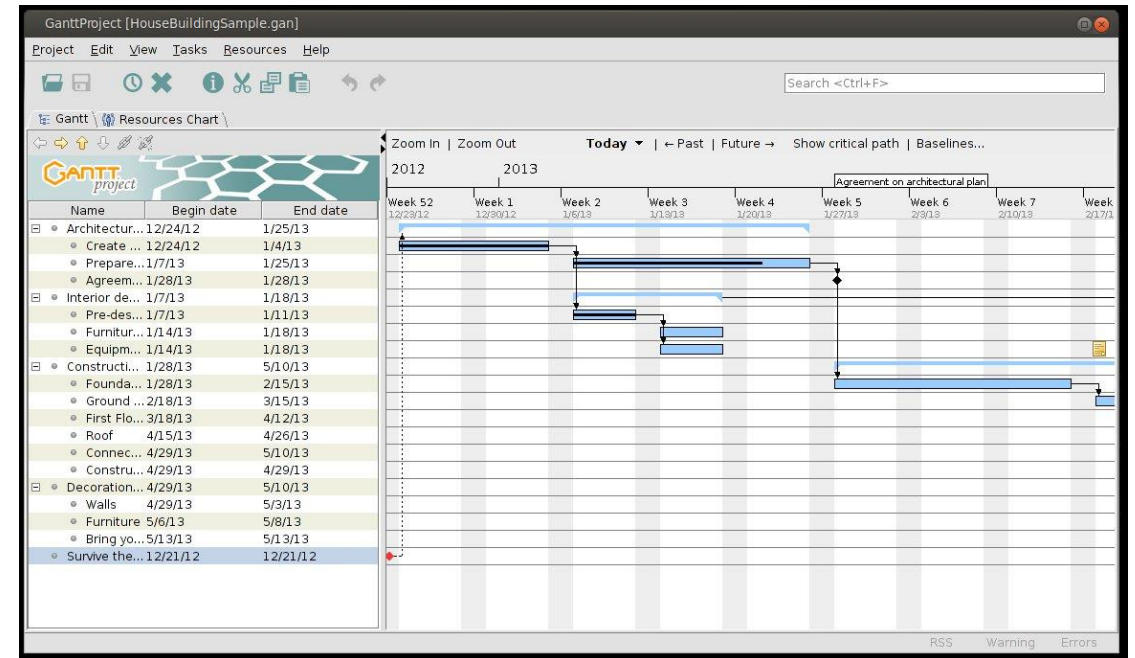 GanttProject [HouseBuildingSample.gan]
Project Edit View Tasks Resources Help
Search <Ctrl+F>
Gantt Resources Chart
Zoom In | Zoom Out Today | ← Past | Future → Show critical path | Baselines...
GANTT project
2012 2013
Agreement on architectural plan
Week 52 Week 1 Week 2 Week 3 Week 4 Week 5 Week 6 Week 7 Week
12/23/12 12/30/12 1/6/13 1/13/13 1/20/13 1/27/13 2/3/13 2/10/13 2/17/1
Name Begin date End date
Architectur... 12/24/12 1/25/13
Create ... 12/24/12 1/4/13
Prepare... 1/7/13 1/25/13
Agreem... 1/28/13 1/28/13
Interior de... 1/7/13 1/18/13
Pre-des... 1/7/13 1/11/13
Furnitur... 1/14/13 1/18/13
Equipm... 1/14/13 1/18/13
Constructi... 1/28/13 5/10/13
Founda... 1/28/13 2/15/13
Ground ... 2/18/13 3/15/13
First Flo... 3/18/13 4/12/13
Roof 4/15/13 4/26/13
Connec... 4/29/13 5/10/13
Constru... 4/29/13 4/29/13
Decoration... 4/29/13 5/10/13
Walls 4/29/13 5/3/13
Furniture 5/6/13 5/8/13
Bring yo... 5/13/13 5/13/13
Survive the... 12/21/12 12/21/12
RSS Warning Errors